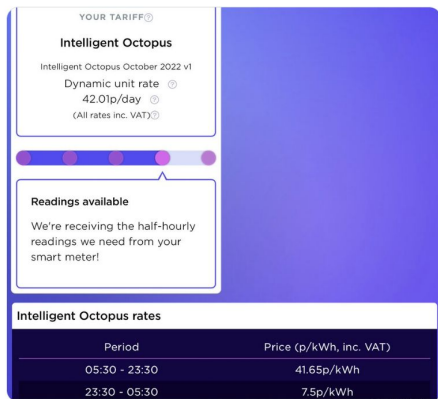 YOUR TARIFF?
Intelligent Octopus
Intelligent Octopus October 2022 v1
Dynamic unit rate ?
42.01p/day ?
(All rates inc. VAT)?
Readings available
We're receiving the half-hourly
readings we need from your
smart meter!
Intelligent Octopus rates
Period Price (p/kWh, inc. VAT)
05:30 - 23:30 41.65p/kWh
23:30 - 05:30 7.5p/kWh